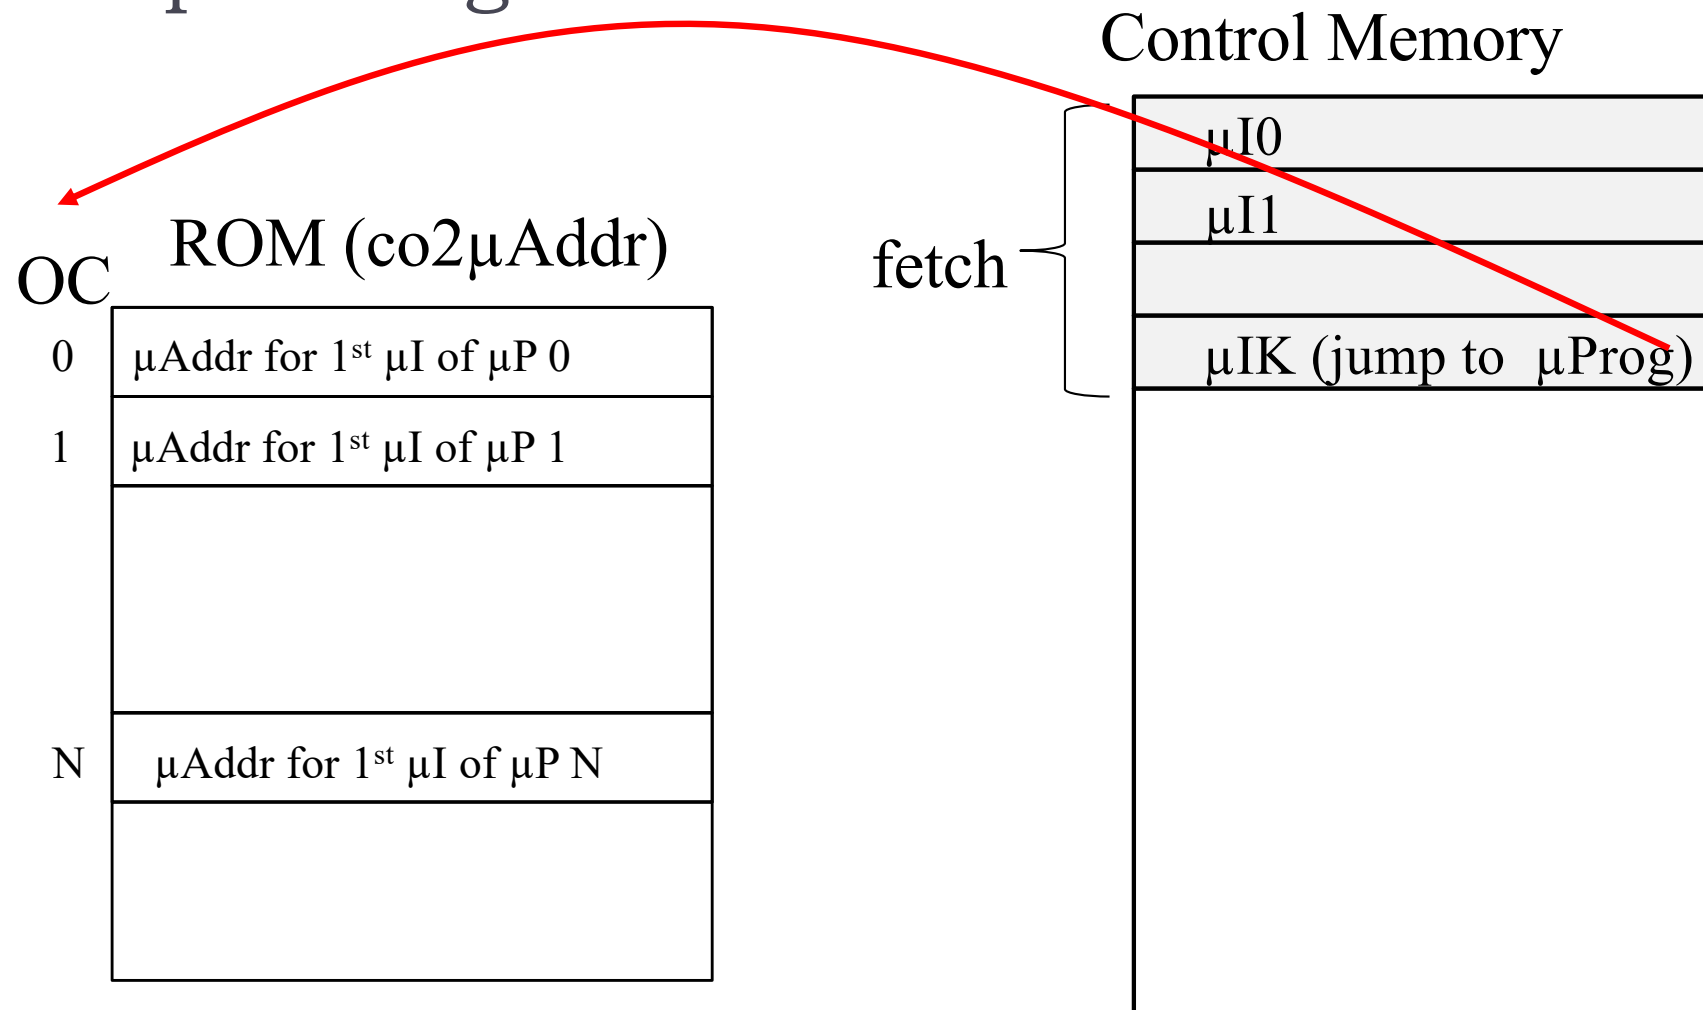 Control Memory
µI0
µI1
fetch
µIK (jump to µProg)
ROM (co2µAddr)
OC
0 µAddr for 1st µI of µP 0
1 µAddr for 1st µI of µP 1
N µAddr for 1st µI of µP N